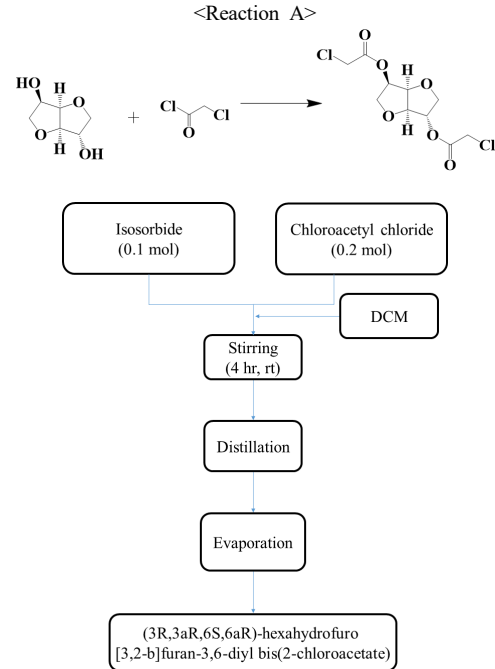 <Reaction A>
Cl
O
O
H
HO
H
O
O
H
OH
+
Cl
Cl
O
O
O
H
O
Cl
O
Isosorbide
(0.1 mol)
Chloroacetyl chloride
(0.2 mol)
DCM
Stirring
(4 hr, rt)
Distillation
Evaporation
(3R,3aR,6S,6aR)-hexahydrofuro
[3,2-b]furan-3,6-diyl bis(2-chloroacetate)